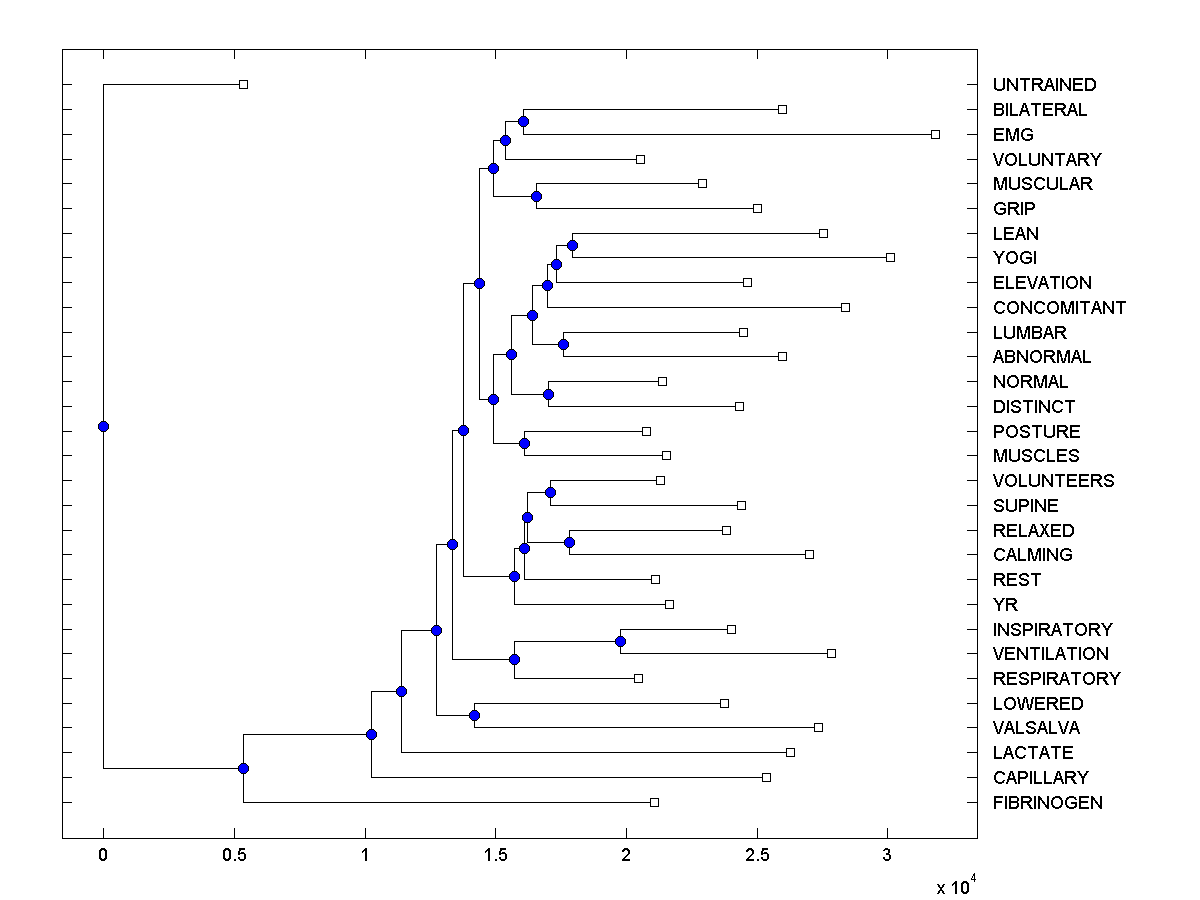 UNTRAINED
BILATERAL
EMG
VOLUNTARY
MUSCULAR
GRIP
LEAN
YOGI
ELEVATION
CONCOMITANT
LUMBAR
ABNORMAL
NORMAL
DISTINCT
POSTURE
MUSCLES
VOLUNTEERS
SUPINE
RELAXED
CALMING
REST
YR
INSPIRATORY
VENTILATION
RESPIRATORY
LOWERED
VALSALVA
LACTATE
CAPILLARY
FIBRINOGEN
0 0.5 1 1.5 2 2.5 3
x 10^4